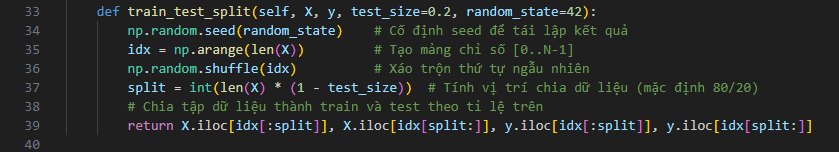 33 def train_test_split(self, X, y, test_size=0.2, random_state=42):
34 np.random.seed(random_state) # Cố định seed để tái lập kết quả
35 idx = np.arange(len(X)) # Tạo mảng chỉ số [0..N-1]
36 np.random.shuffle(idx) # Xáo trộn thứ tự ngẫu nhiên
37 split = int(len(X) * (1 - test_size)) # Tính vị trí chia dữ liệu (mặc định 80/20)
38 # Chia tập dữ liệu thành train và test theo tỉ lệ trên
39 return X.iloc[idx[:split]], X.iloc[idx[split:]], y.iloc[idx[:split]], y.iloc[idx[split:]]
40